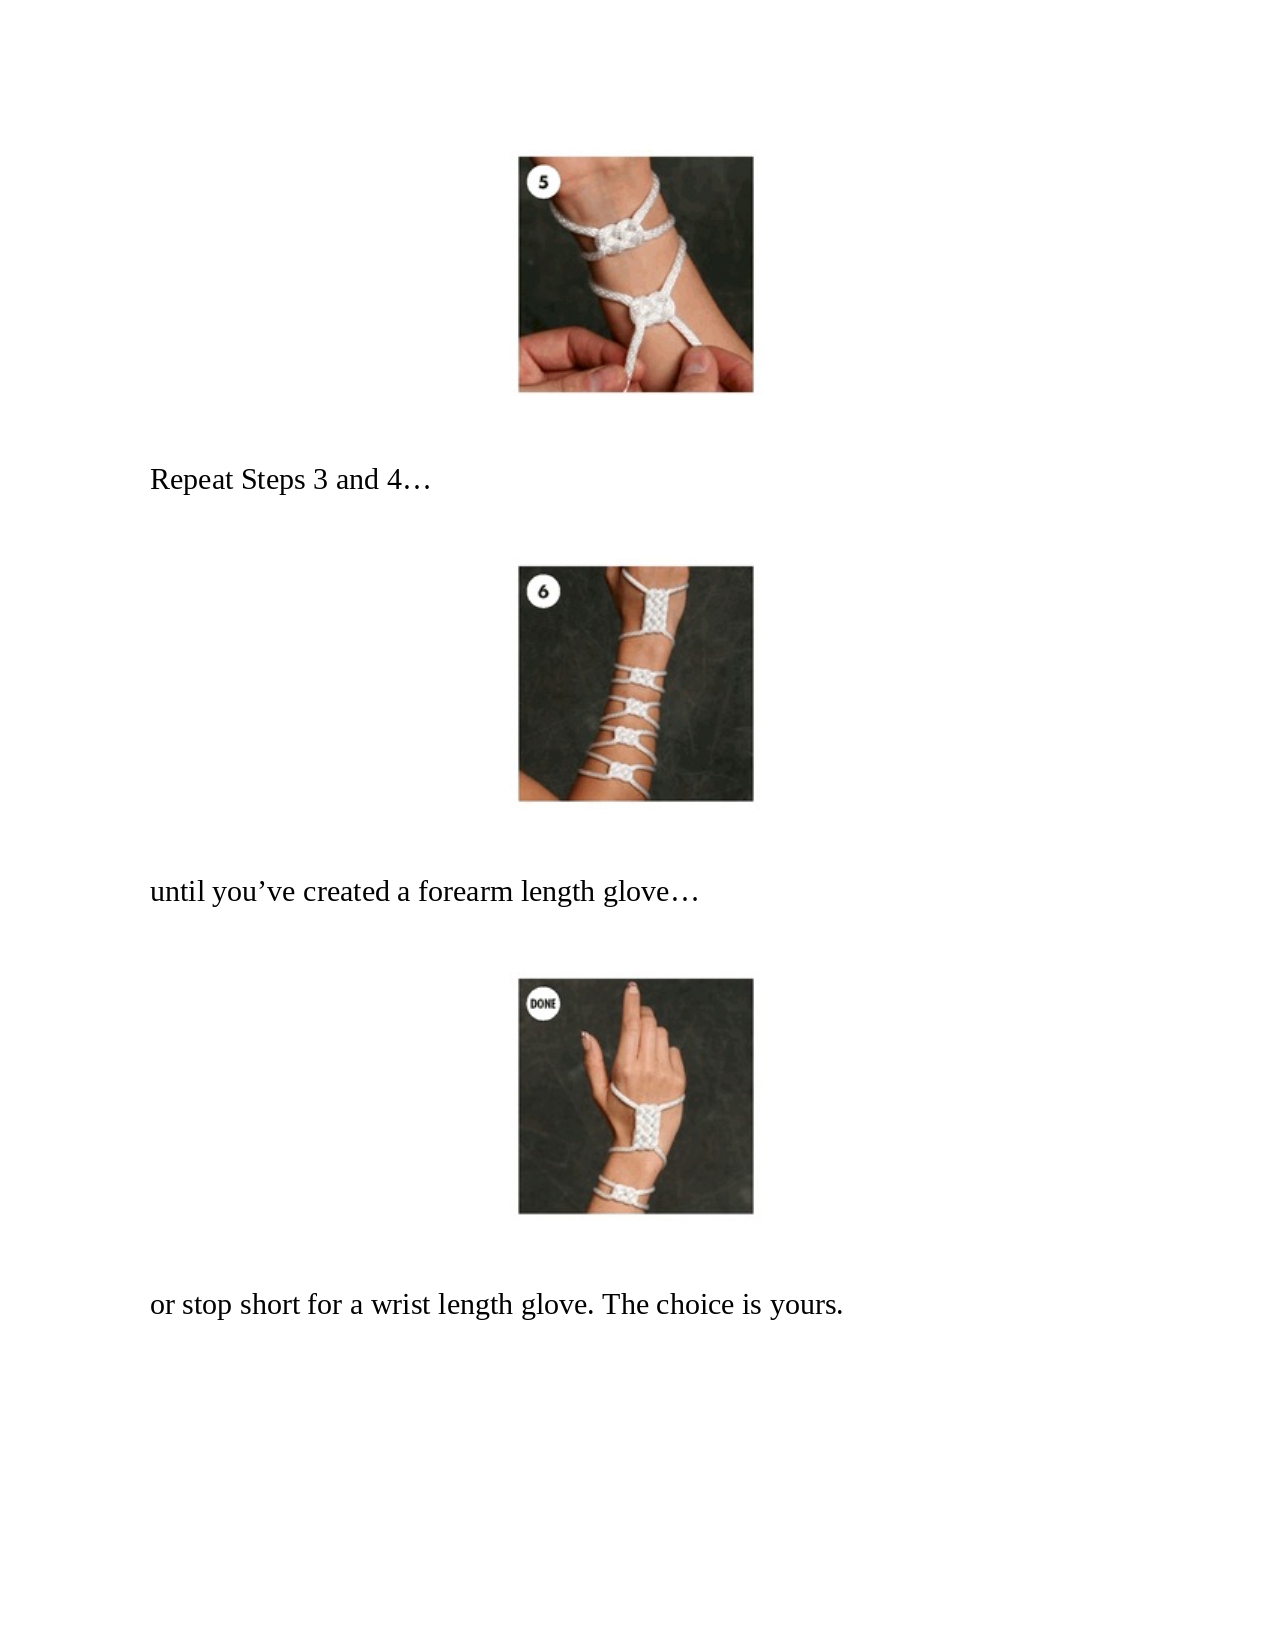 5
Repeat Steps 3 and 4…
6
until you’ve created a forearm length glove…
DONE
or stop short for a wrist length glove. The choice is yours.